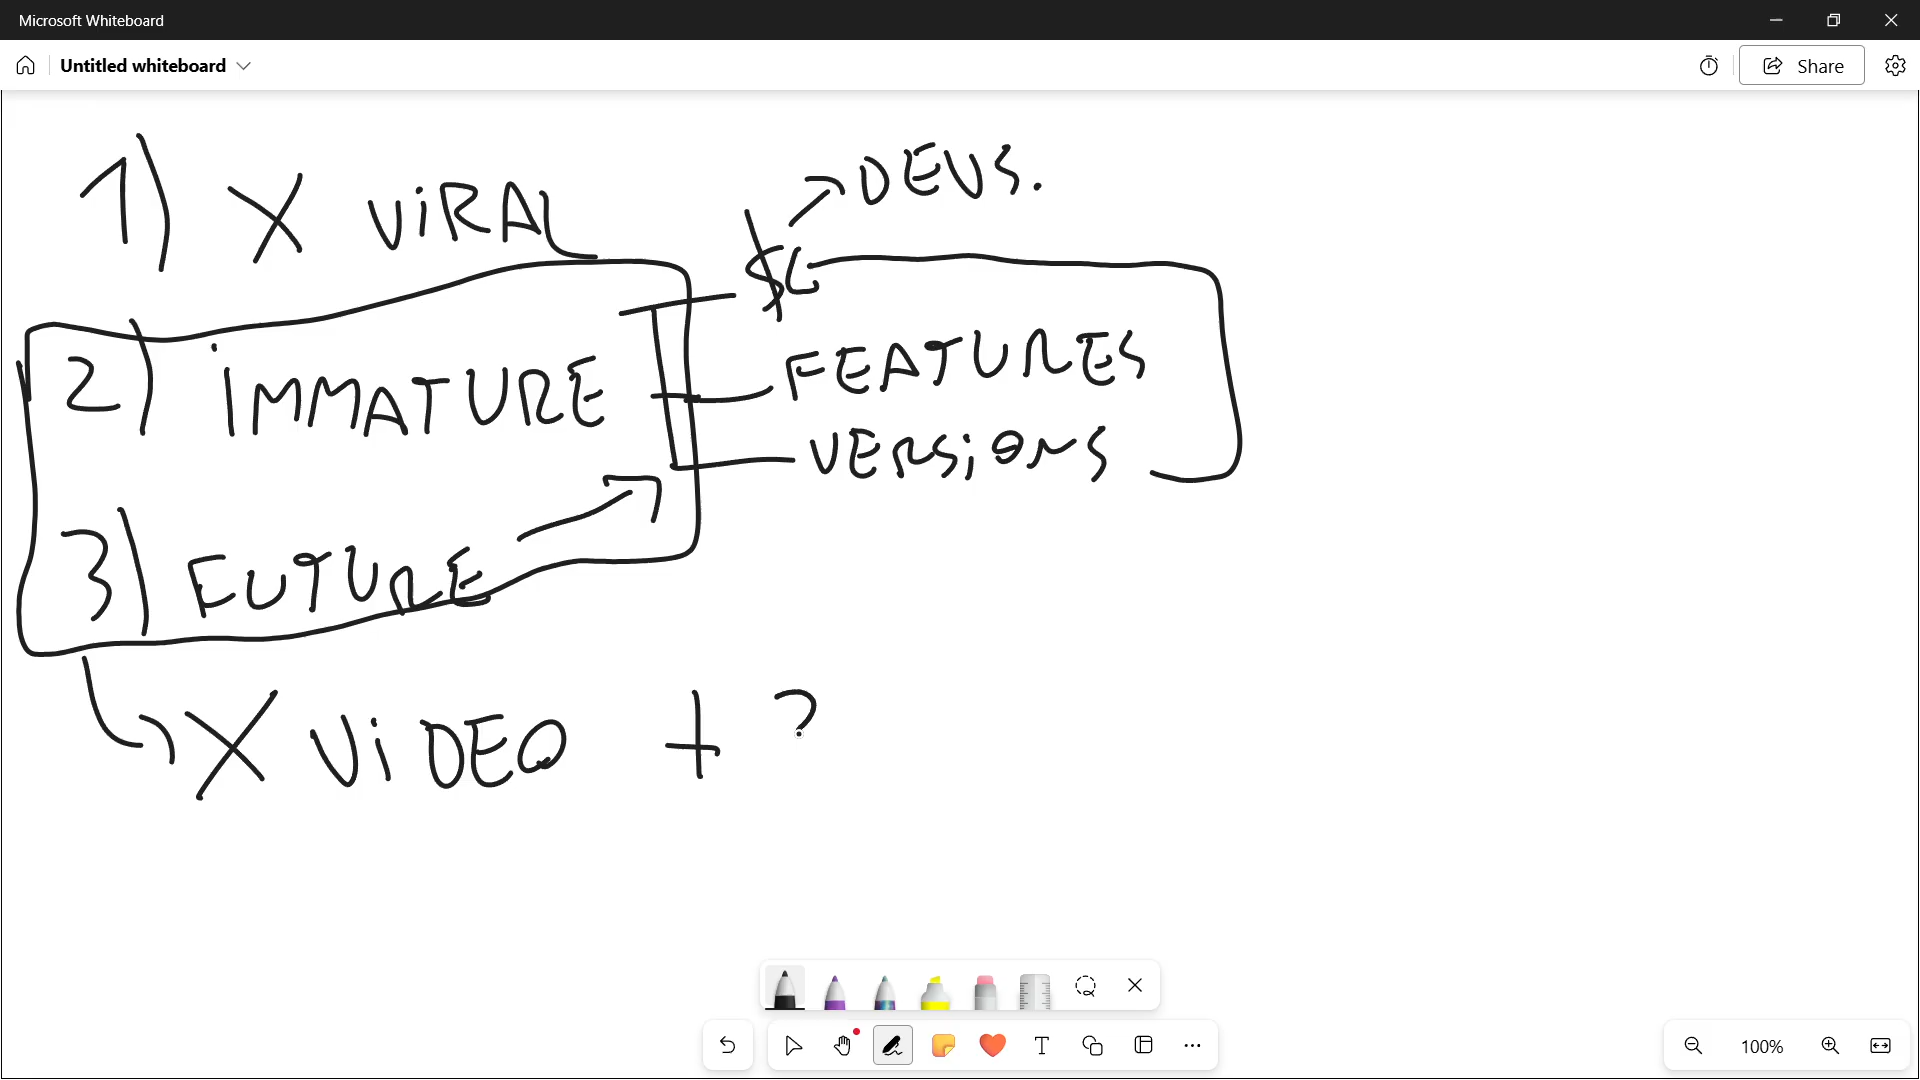 Microsoft Whiteboard
Untitled whiteboard
Share
1) X ViRAL
DEVS.
$
2) IMMATURE
FEATURES
VERSiONS
3) FUTURE
X ViDEO + ?
100%